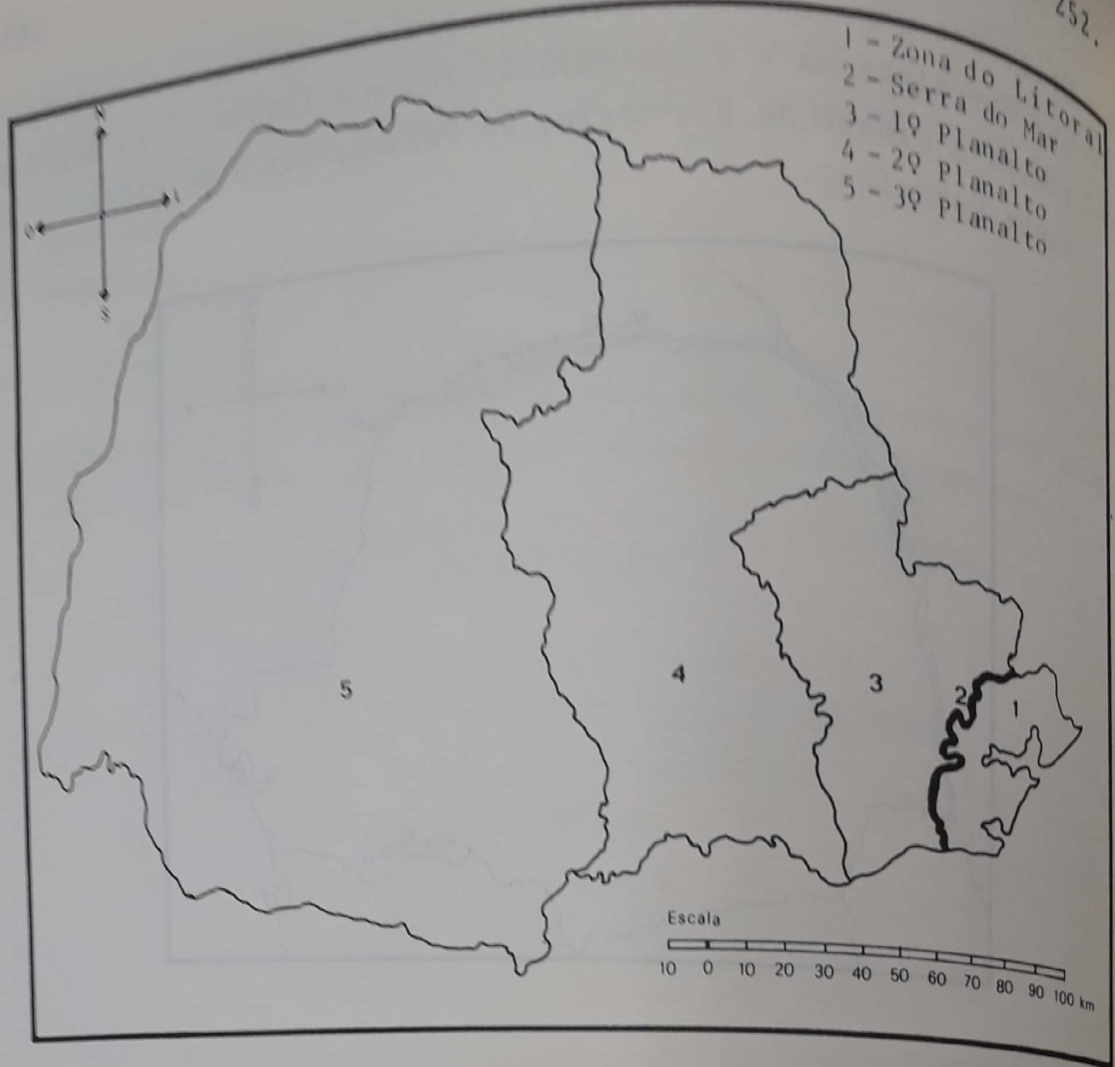 252.
1 - Zona do Litoral
2 - Serra do Mar
3 - 1º Planalto
4 - 2º Planalto
5 - 3º Planalto
N
O
L
S
5
4
3
2
1
Escala
10 0 10 20 30 40 50 60 70 80 90 100 km